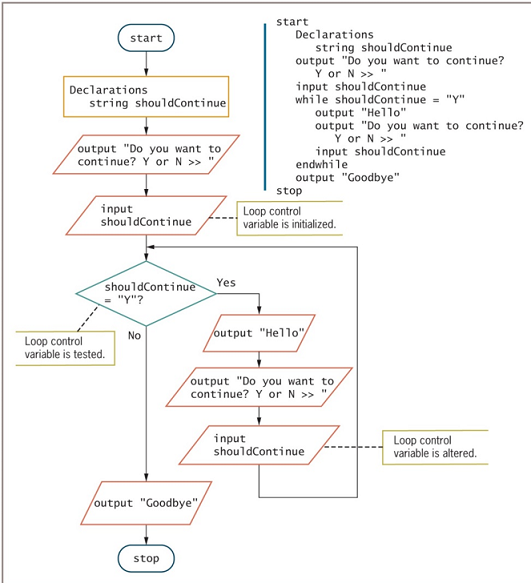 start
Declarations
string shouldContinue
output "Do you want to
continue? Y or N >> "
input
shouldContinue
Loop control
variable is initialized.
shouldContinue
= "Y"?
Yes
No
Loop control
variable is tested.
output "Hello"
output "Do you want to
continue? Y or N >> "
input
shouldContinue
Loop control
variable is altered.
output "Goodbye"
stop
start
Declarations
string shouldContinue
output "Do you want to continue?
Y or N >> "
input shouldContinue
while shouldContinue = "Y"
output "Hello"
output "Do you want to continue?
Y or N >> "
input shouldContinue
endwhile
output "Goodbye"
stop